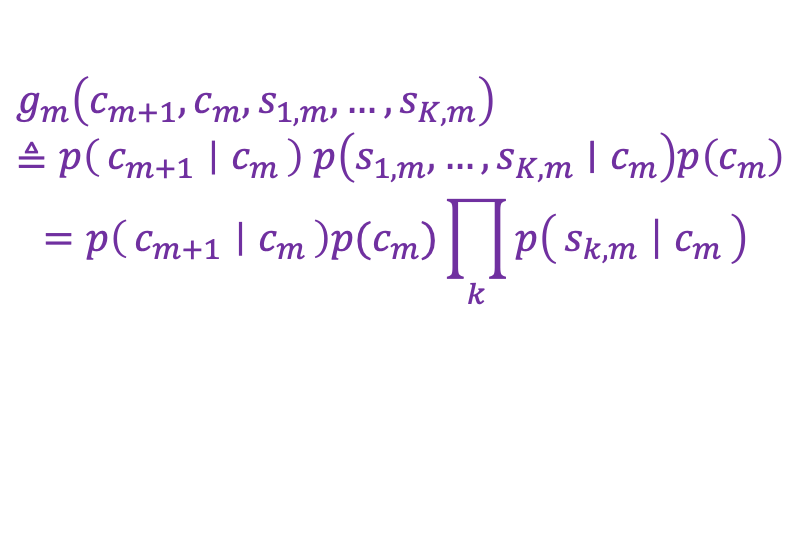 g_m(c_{m+1}, c_m, s_{1,m}, …, s_{K,m})
≜ p( c_{m+1} | c_m ) p(s_{1,m}, …, s_{K,m} | c_m)p(c_m)
= p( c_{m+1} | c_m )p(c_m) ∏_k p( s_{k,m} | c_m )